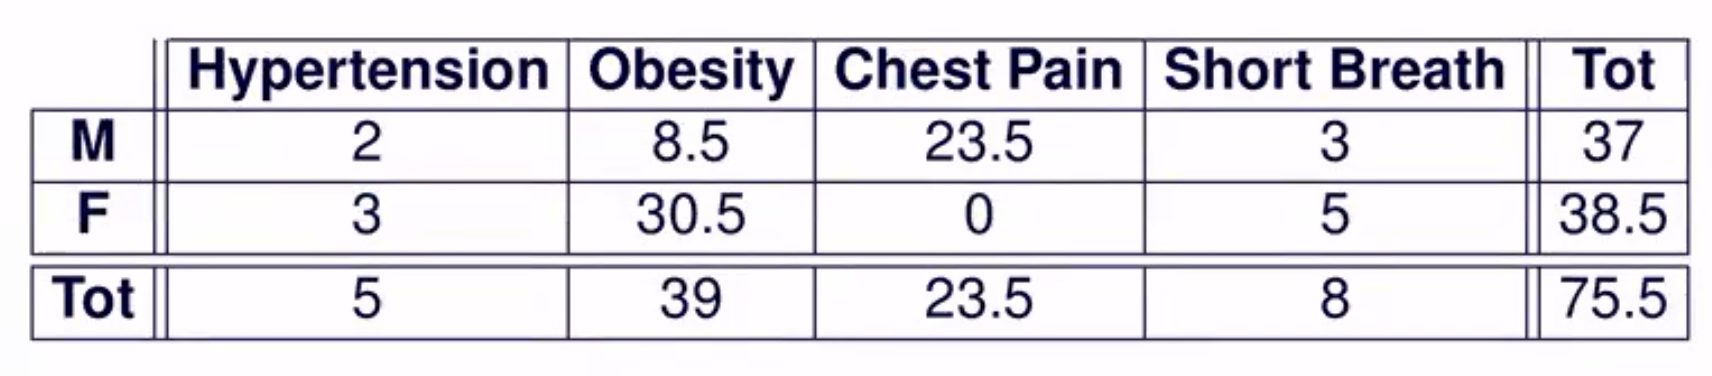 Hypertension Obesity Chest Pain Short Breath Tot
M 2 8.5 23.5 3 37
F 3 30.5 0 5 38.5
Tot 5 39 23.5 8 75.5